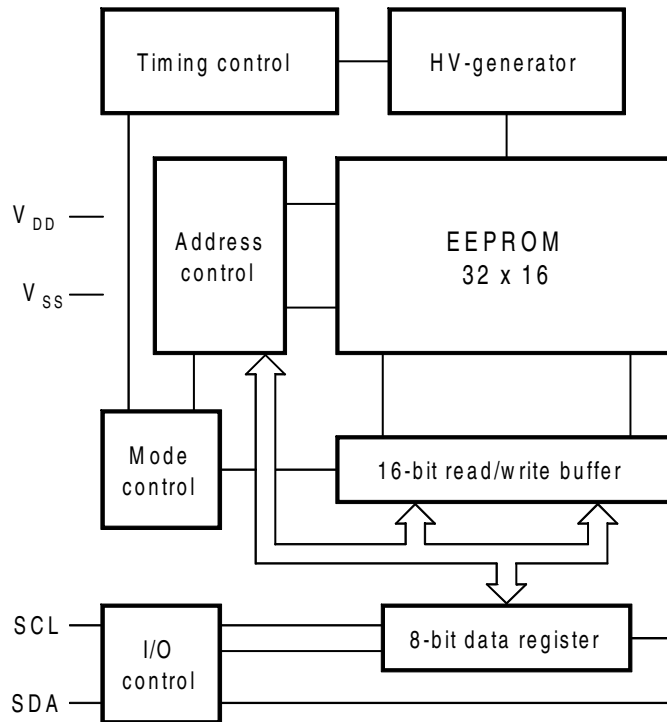 Timing control
HV-generator
V DD
V SS
Address
control
EEPROM
32 x 16
Mode
control
16-bit read/write buffer
SCL
SDA
I/O
control
8-bit data register